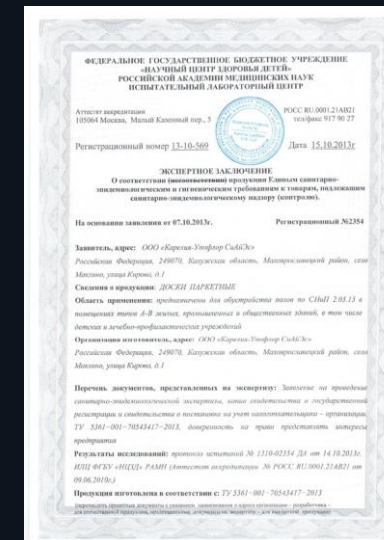 ФЕДЕРАЛЬНОЕ ГОСУДАРСТВЕННОЕ БЮДЖЕТНОЕ УЧРЕЖДЕНИЕ
«НАУЧНЫЙ ЦЕНТР ЗДОРОВЬЯ ДЕТЕЙ»
РОССИЙСКОЙ АКАДЕМИИ МЕДИЦИНСКИХ НАУК
ИСПЫТАТЕЛЬНЫЙ ЛАБОРАТОРНЫЙ ЦЕНТР
Аттестат аккредитации РОСС RU.0001.21АВ21
105064 Москва, Малый Казенный пер., 5 тел/факс 917 90 27
Регистрационный номер 13-10-569 Дата 15.10.2013г
ЭКСПЕРТНОЕ ЗАКЛЮЧЕНИЕ
О соответствии (несоответствии) продукции Единым санитарно-
эпидемиологическим и гигиеническим требованиям к товарам, подлежащим
санитарно-эпидемиологическому надзору (контролю).
На основании заявления от 07.10.2013г. Регистрационный №2354
Заявитель, адрес: ООО «Карелия-Упофлор СиАйЭс»
Российская Федерация, 249070, Калужская область, Малоярославецкий район, село
Маклино, улица Кирова, д.1
Сведения о продукции: ДОСКИ ПАРКЕТНЫЕ
Область применения: предназначены для обустройства полов по СНиП 2.03.13 в
помещениях типов А-В жилых, промышленных и общественных зданий, в том числе
детских и лечебно-профилактических учреждений
Организация изготовитель, адрес: ООО «Карелия-Упофлор СиАйЭс»
Российская Федерация, 249070, Калужская область, Малоярославецкий район, село
Маклино, улица Кирова, д.1
Перечень документов, представленных на экспертизу: Заявление на проведение
санитарно-эпидемиологической экспертизы, копии свидетельства о государственной
регистрации и свидетельства о постановке на учет налогоплательщика – организации,
ТУ 5361-001-70543417-2013, доверенность на право представлять интересы
предприятия
Результаты исследований: протокол испытаний № 1310-02354 ДА от 14.10.2013г.
ИЛЦ ФГБУ «НЦЗД» РАМН (Аттестат аккредитации № РОСС RU.0001.21АВ21 от
09.06.2010г.)
Продукция изготовлена в соответствии с: ТУ 5361-001-70543417-2013